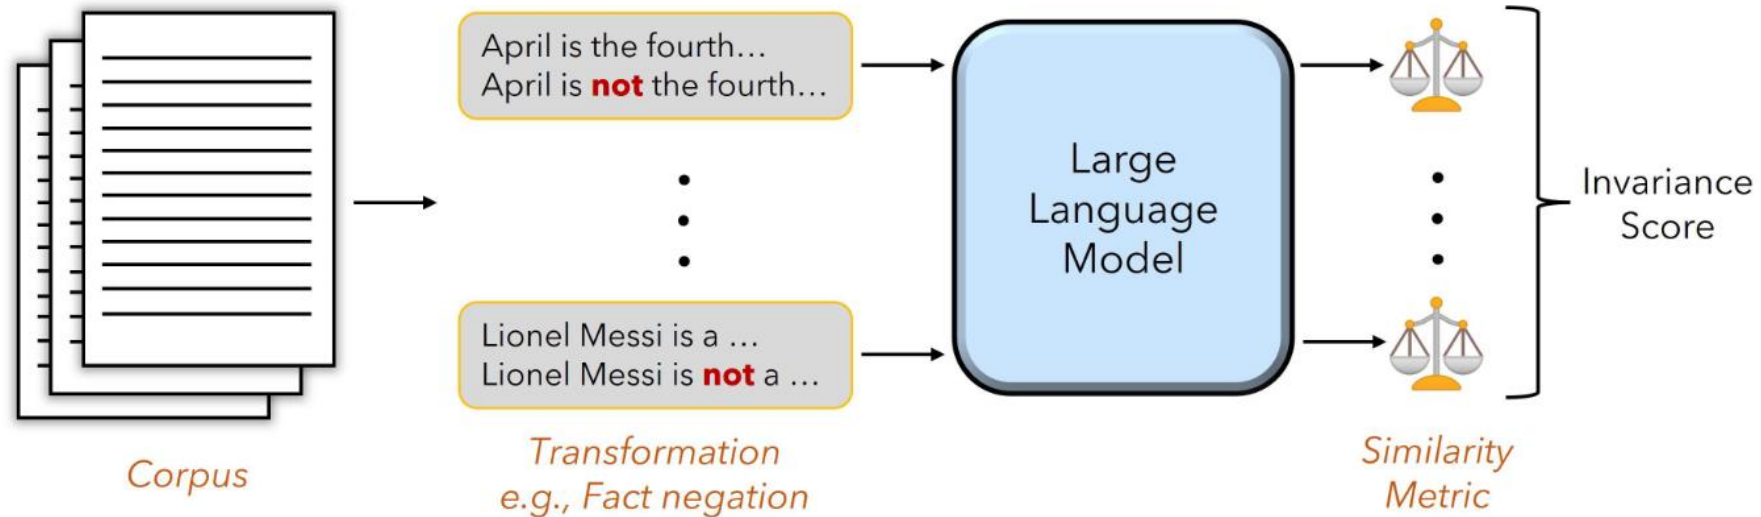 April is the fourth…
April is not the fourth…
Lionel Messi is a …
Lionel Messi is not a …
Large
Language
Model
Invariance
Score
Corpus
Transformation
e.g., Fact negation
Similarity
Metric